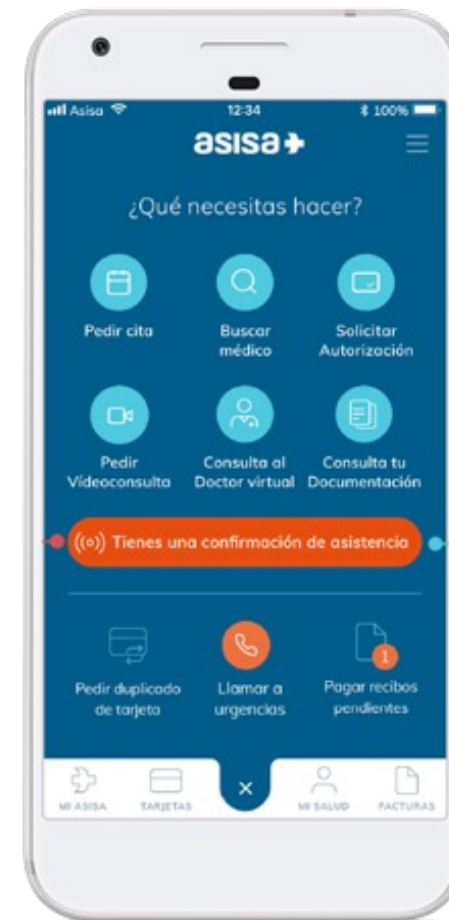 Asisa 12:34 100%
asisa
¿Qué necesitas hacer?
Pedir cita
Buscar
médico
Solicitar
Autorización
Pedir
Vídeoconsulta
Consulta al
Doctor virtual
Consulta tu
Documentación
Tienes una confirmación de asistencia
Pedir duplicado
de tarjeta
Llamar a
urgencias
1
Pagar recibos
pendientes
MI ASISA TARJETAS MI SALUD FACTURAS